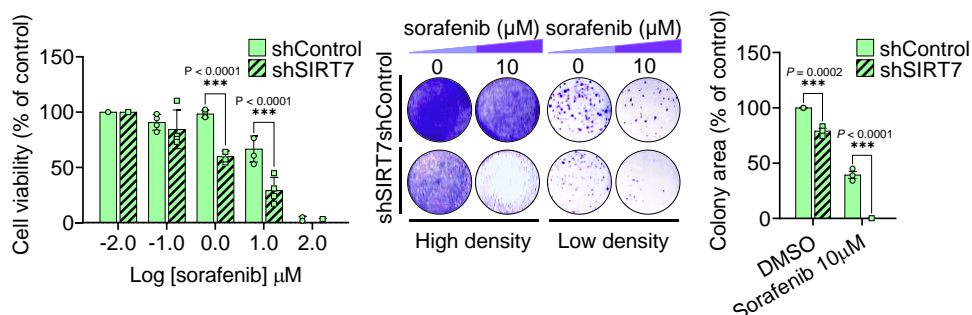 Cell viability (% of control)
150
100
50
0
shControl
shSIRT7
P < 0.0001
***
P < 0.0001
***
-2.0 -1.0 0.0 1.0 2.0
Log [sorafenib] μM
sorafenib (μM) sorafenib (μM)
0 10 0 10
shControl
shSIRT7
High density Low density
Colony area (% of control)
150
100
50
0
shControl
shSIRT7
P = 0.0002
***
P < 0.0001
***
DMSO
Sorafenib 10μM